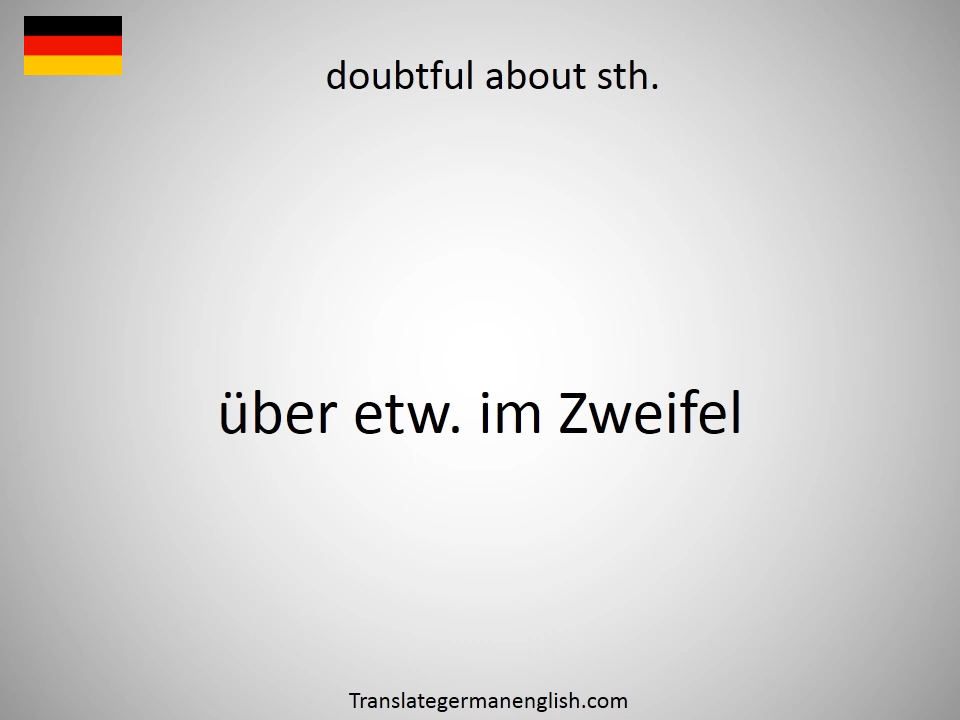 doubtful about sth.
über etw. im Zweifel
Translategermanenglish.com